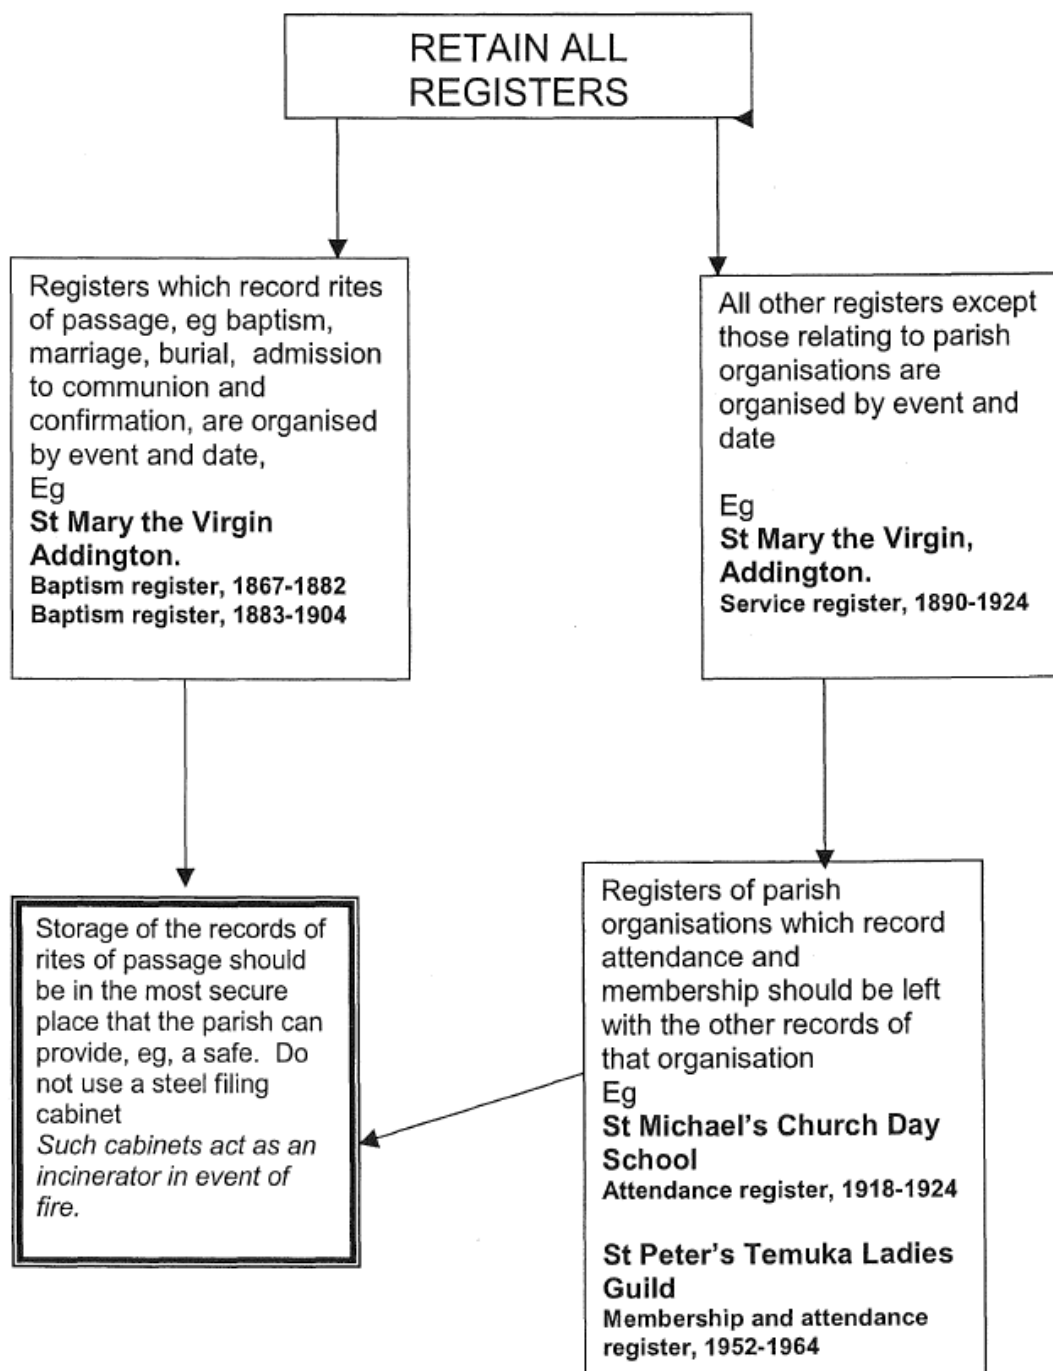 RETAIN ALL
REGISTERS
Registers which record rites
of passage, eg baptism,
marriage, burial, admission
to communion and
confirmation, are organised
by event and date,
Eg
St Mary the Virgin
Addington.
Baptism register, 1867-1882
Baptism register, 1883-1904
All other registers except
those relating to parish
organisations are
organised by event and
date
Eg
St Mary the Virgin,
Addington.
Service register, 1890-1924
Storage of the records of
rites of passage should
be in the most secure
place that the parish can
provide, eg, a safe. Do
not use a steel filing
cabinet
Such cabinets act as an
incinerator in event of
fire.
Registers of parish
organisations which record
attendance and
membership should be left
with the other records of
that organisation
Eg
St Michael's Church Day
School
Attendance register, 1918-1924
St Peter's Temuka Ladies
Guild
Membership and attendance
register, 1952-1964